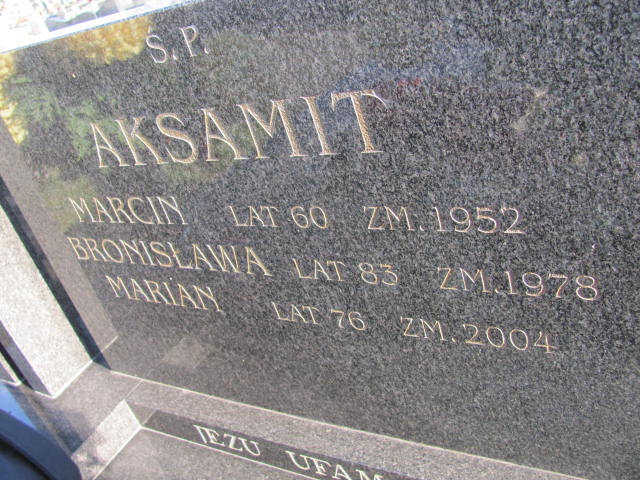 Ś.P.
AKSAMIT
MARCIN LAT 60 ZM. 1952
BRONISŁAWA LAT 83 ZM. 1978
MARIAN LAT 76 ZM. 2004
JEZU UFAM